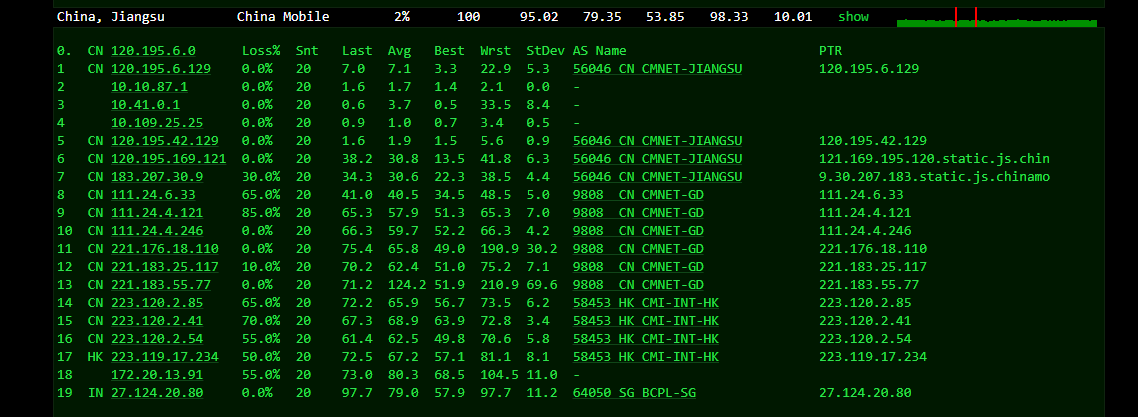 China, Jiangsu China Mobile 2% 100 95.02 79.35 53.85 98.33 10.01 show
0. CN 120.195.6.0 Loss% Snt Last Avg Best Wrst StDev AS Name PTR
1 CN 120.195.6.129 0.0% 20 7.0 7.1 3.3 22.9 5.3 56046 CN CMNET-JIANGSU 120.195.6.129
2 10.10.87.1 0.0% 20 1.6 1.7 1.4 2.1 0.0 -
3 10.41.0.1 0.0% 20 0.6 3.7 0.5 33.5 8.4 -
4 10.109.25.25 0.0% 20 0.9 1.0 0.7 3.4 0.5 -
5 CN 120.195.42.129 0.0% 20 1.6 1.9 1.5 5.6 0.9 56046 CN CMNET-JIANGSU 120.195.42.129
6 CN 120.195.169.121 0.0% 20 38.2 30.8 13.5 41.8 6.3 56046 CN CMNET-JIANGSU 121.169.195.120.static.js.chin
7 CN 183.207.30.9 30.0% 20 34.3 30.6 22.3 38.5 4.4 56046 CN CMNET-JIANGSU 9.30.207.183.static.js.chinamo
8 CN 111.24.6.33 65.0% 20 41.0 40.5 34.5 48.5 5.0 9808 CN CMNET-GD 111.24.6.33
9 CN 111.24.4.121 85.0% 20 65.3 57.9 51.3 65.3 7.0 9808 CN CMNET-GD 111.24.4.121
10 CN 111.24.4.246 0.0% 20 66.3 59.7 52.2 66.3 4.2 9808 CN CMNET-GD 111.24.4.246
11 CN 221.176.18.110 0.0% 20 75.4 65.8 49.0 190.9 30.2 9808 CN CMNET-GD 221.176.18.110
12 CN 221.183.25.117 10.0% 20 70.2 62.4 51.0 75.2 7.1 9808 CN CMNET-GD 221.183.25.117
13 CN 221.183.55.77 0.0% 20 71.2 124.2 51.9 210.9 69.6 9808 CN CMNET-GD 221.183.55.77
14 CN 223.120.2.85 65.0% 20 72.2 65.9 56.7 73.5 6.2 58453 HK CMI-INT-HK 223.120.2.85
15 CN 223.120.2.41 70.0% 20 67.3 68.9 63.9 72.8 3.4 58453 HK CMI-INT-HK 223.120.2.41
16 CN 223.120.2.54 55.0% 20 61.4 62.5 49.8 70.6 5.8 58453 HK CMI-INT-HK 223.120.2.54
17 HK 223.119.17.234 50.0% 20 72.5 67.2 57.1 81.1 8.1 58453 HK CMI-INT-HK 223.119.17.234
18 172.20.13.91 55.0% 20 73.0 80.3 68.5 104.5 11.0 -
19 IN 27.124.20.80 0.0% 20 97.7 79.0 57.9 97.7 11.2 64050 SG BCPL-SG 27.124.20.80